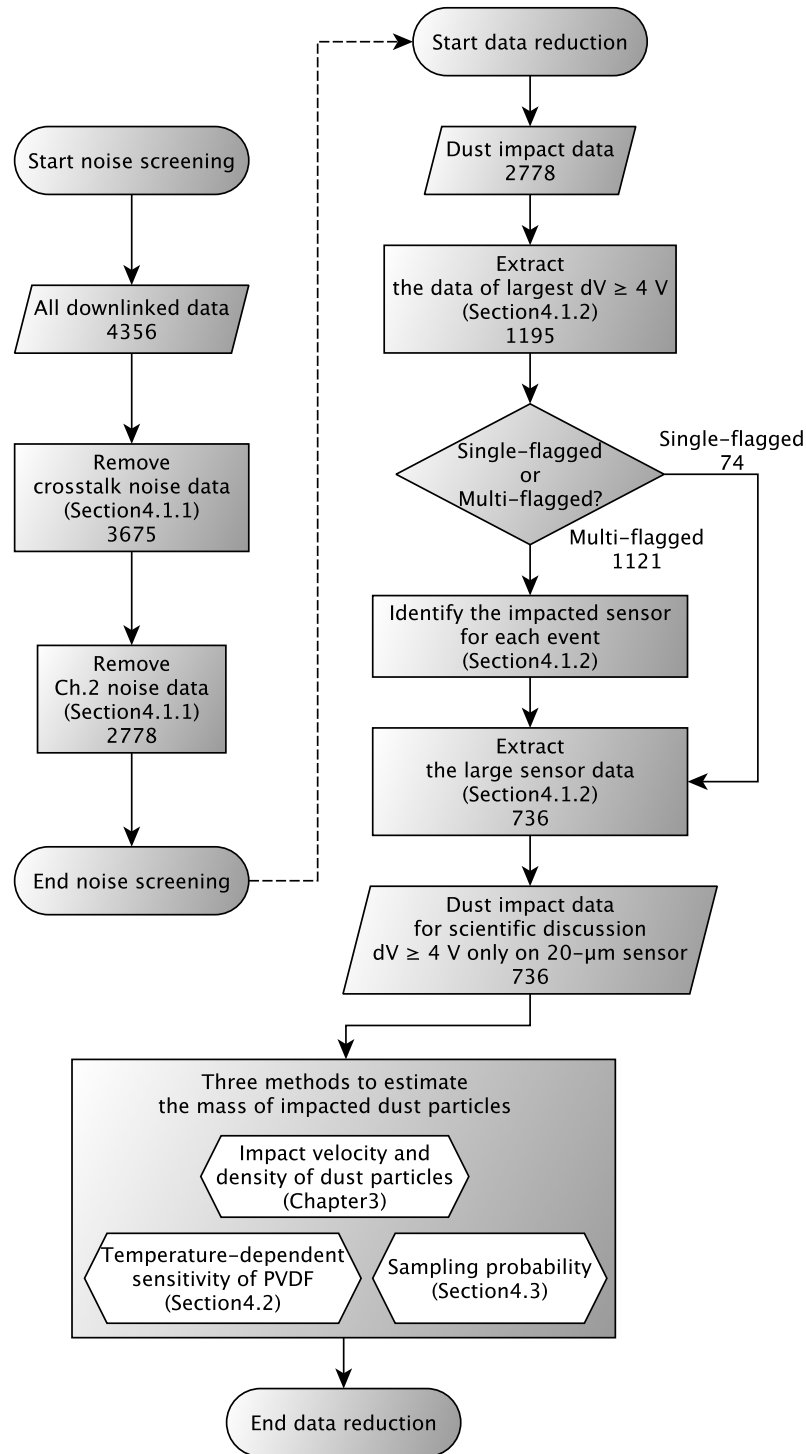 Start noise screening
All downlinked data
4356
Remove
crosstalk noise data
(Section4.1.1)
3675
Remove
Ch.2 noise data
(Section4.1.1)
2778
End noise screening
Start data reduction
Dust impact data
2778
Extract
the data of largest dV ≥ 4 V
(Section4.1.2)
1195
Single-flagged
or
Multi-flagged?
Single-flagged
74
Multi-flagged
1121
Identify the impacted sensor
for each event
(Section4.1.2)
Extract
the large sensor data
(Section4.1.2)
736
Dust impact data
for scientific discussion
dV ≥ 4 V only on 20-μm sensor
736
Three methods to estimate
the mass of impacted dust particles
Impact velocity and
density of dust particles
(Chapter3)
Temperature-dependent
sensitivity of PVDF
(Section4.2)
Sampling probability
(Section4.3)
End data reduction